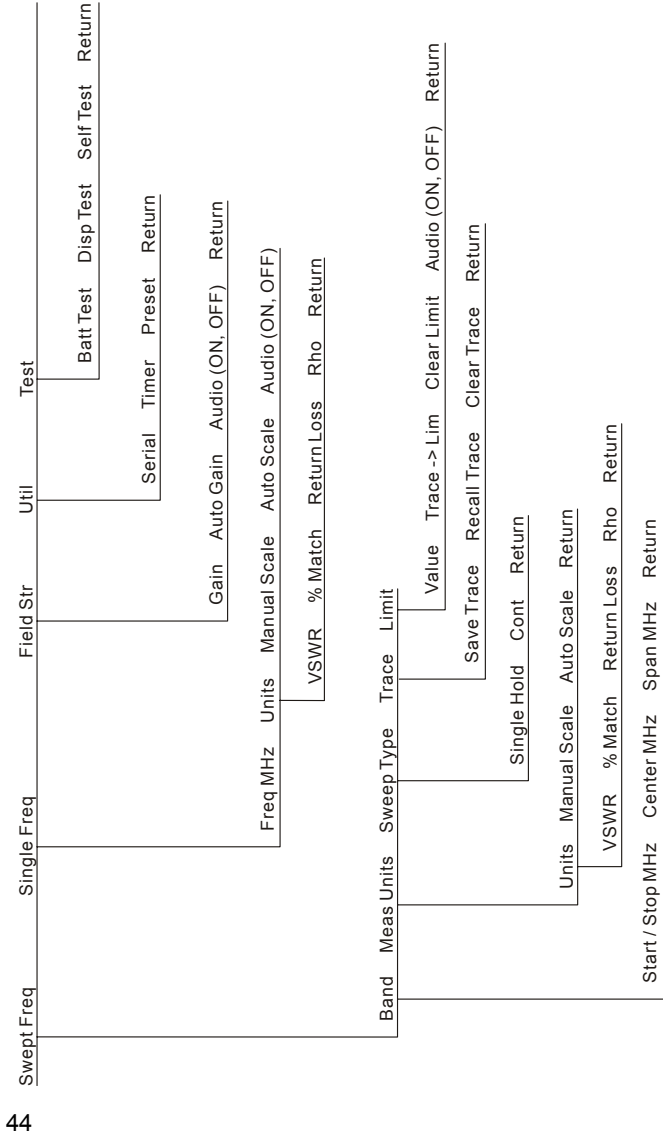 Swept Freq Single Freq Field Str Util Test
Batt Test Disp Test Self Test Return
Serial Timer Preset Return
Gain Auto Gain Audio (ON, OFF) Return
Freq MHz Units Manual Scale Auto Scale Audio (ON, OFF)
VSWR % Match Return Loss Rho Return
Band Meas Units Sweep Type Trace Limit
Value Trace -> Lim Clear Limit Audio (ON, OFF) Return
Save Trace Recall Trace Clear Trace Return
Single Hold Cont Return
Units Manual Scale Auto Scale Return
VSWR % Match Return Loss Rho Return
Start / Stop MHz Center MHz Span MHz Return
44